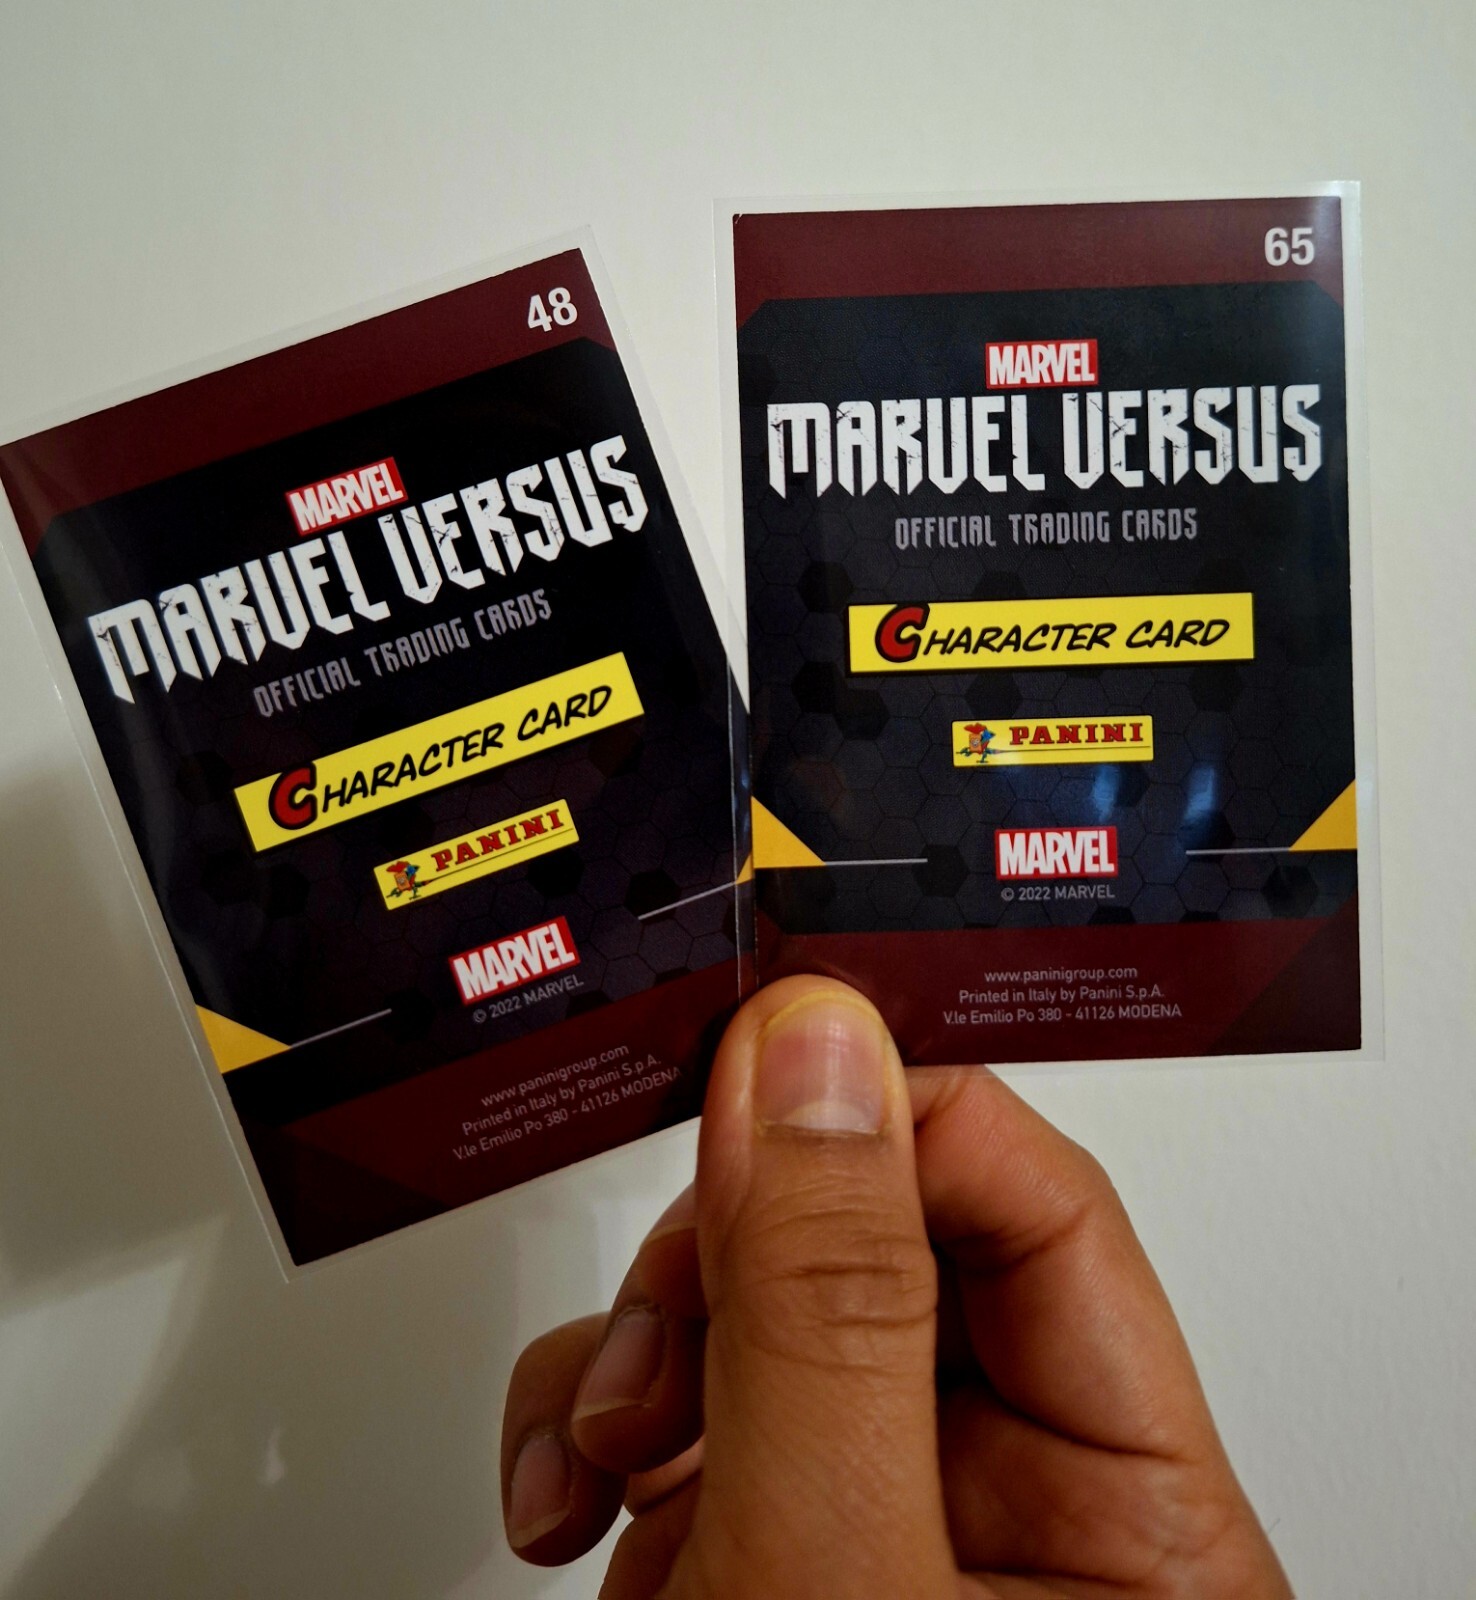 48
MARVEL
MARVEL VERSUS
OFFICIAL TRADING CARDS
CHARACTER CARD
PANINI
MARVEL
© 2022 MARVEL
www.paninigroup.com
Printed in Italy by Panini S.p.A.
V.le Emilio Po 380 - 41126 MODENA
65
MARVEL
MARVEL VERSUS
OFFICIAL TRADING CARDS
CHARACTER CARD
PANINI
MARVEL
© 2022 MARVEL
www.paninigroup.com
Printed in Italy by Panini S.p.A.
V.le Emilio Po 380 - 41126 MODENA